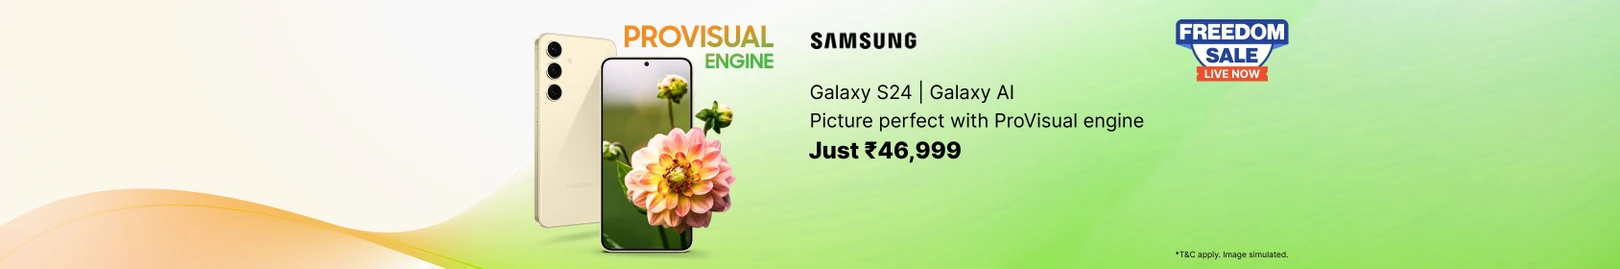 PROVISUAL
ENGINE
SAMSUNG
Galaxy S24 | Galaxy AI
Picture perfect with ProVisual engine
Just ₹46,999
FREEDOM
SALE
LIVE NOW
*T&C apply. Image simulated.